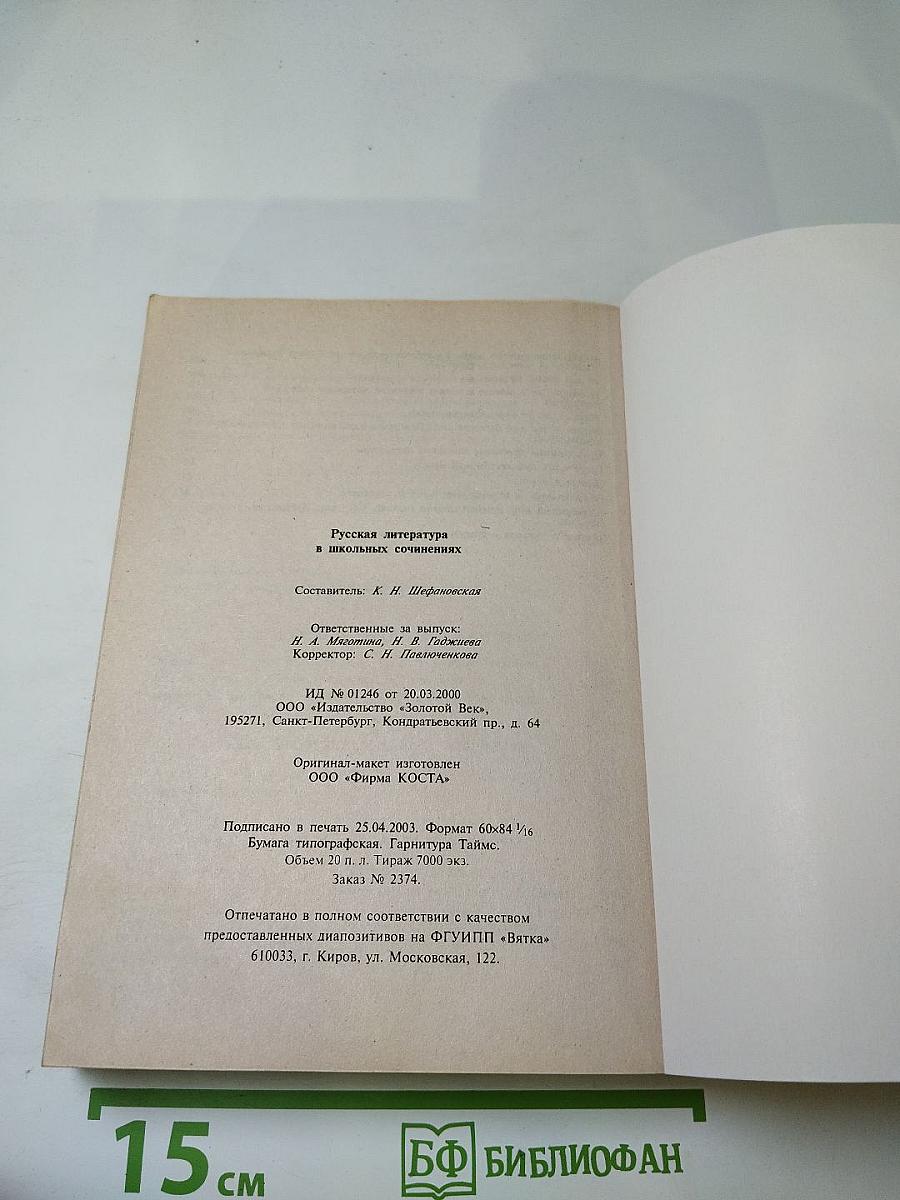 Русская литература
в школьных сочинениях
Составитель: К. Н. Шефановская
Ответственные за выпуск:
Н. А. Мяготина, Н. В. Гаджиева
Корректор: С. Н. Павлюченкова
ИД № 01246 от 20.03.2000
ООО «Издательство «Золотой Век»,
195271, Санкт-Петербург, Кондратьевский пр., д. 64
Оригинал-макет изготовлен
ООО «Фирма КОСТА»
Подписано в печать 25.04.2003. Формат 60×84 1/16
Бумага типографская. Гарнитура Таймс.
Объем 20 п. л. Тираж 7000 экз.
Заказ № 2374.
Отпечатано в полном соответствии с качеством
предоставленных диапозитивов на ФГУИПП «Вятка»
610033, г. Киров, ул. Московская, 122.
15 см
БФ БИБЛИОФАН